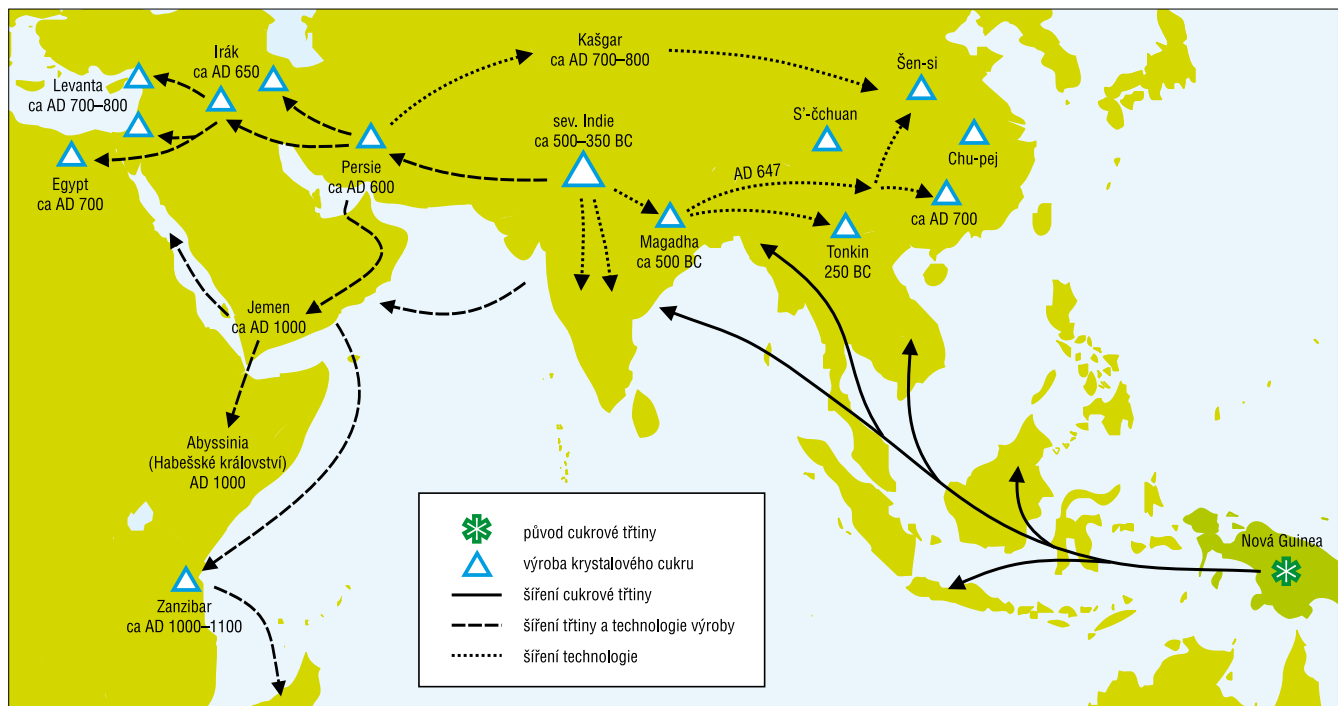 Irák
ca AD 650
Levanta
ca AD 700–800
Egypt
ca AD 700
Persie
ca AD 600
Kašgar
ca AD 700–800
sev. Indie
ca 500–350 BC
Šen-si
S’-čchuan
Chu-pej
AD 647
ca AD 700
Magadha
ca 500 BC
Tonkin
250 BC
Jemen
ca AD 1000
Abyssinia
(Habešské království)
AD 1000
Zanzibar
ca AD 1000–1100
Nová Guinea
původ cukrové třtiny
výroba krystalového cukru
šíření cukrové třtiny
šíření třtiny a technologie výroby
šíření technologie